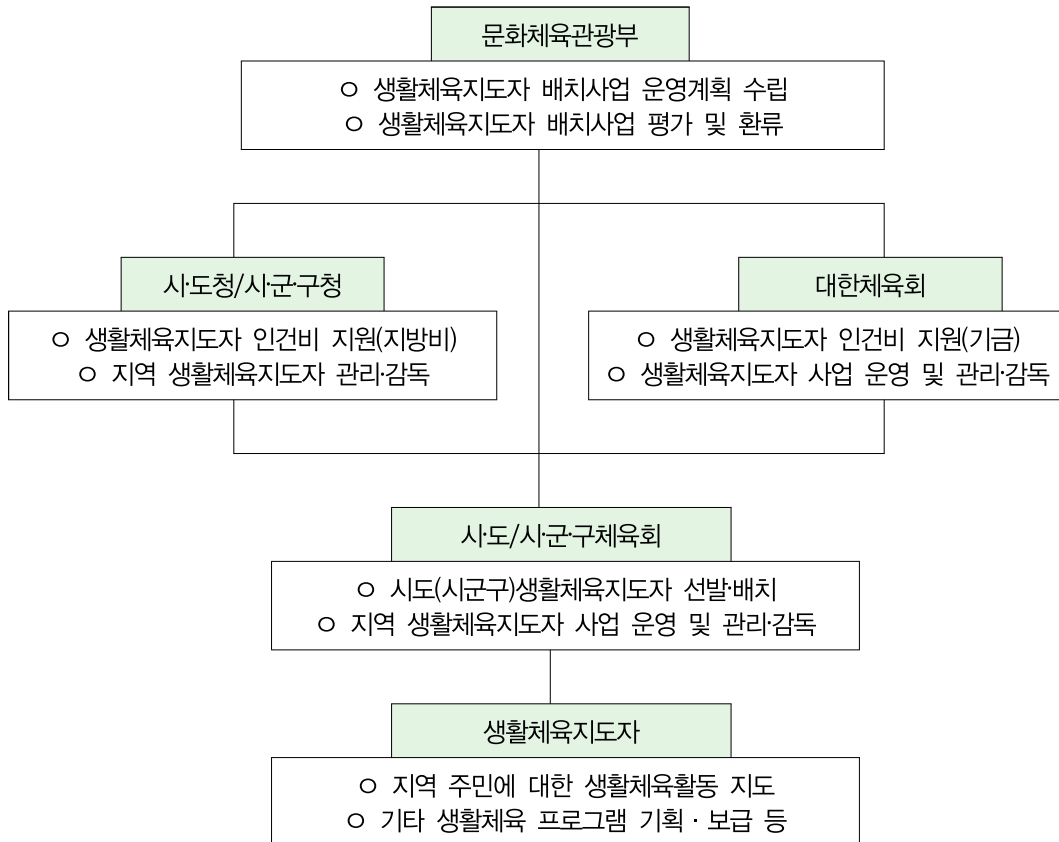 문화체육관광부
ㅇ 생활체육지도자 배치사업 운영계획 수립
ㅇ 생활체육지도자 배치사업 평가 및 환류
시·도청/시·군·구청
ㅇ 생활체육지도자 인건비 지원(지방비)
ㅇ 지역 생활체육지도자 관리·감독
대한체육회
ㅇ 생활체육지도자 인건비 지원(기금)
ㅇ 생활체육지도자 사업 운영 및 관리·감독
시·도/시·군·구체육회
ㅇ 시도(시군구)생활체육지도자 선발·배치
ㅇ 지역 생활체육지도자 사업 운영 및 관리·감독
생활체육지도자
ㅇ 지역 주민에 대한 생활체육활동 지도
ㅇ 기타 생활체육 프로그램 기획 · 보급 등